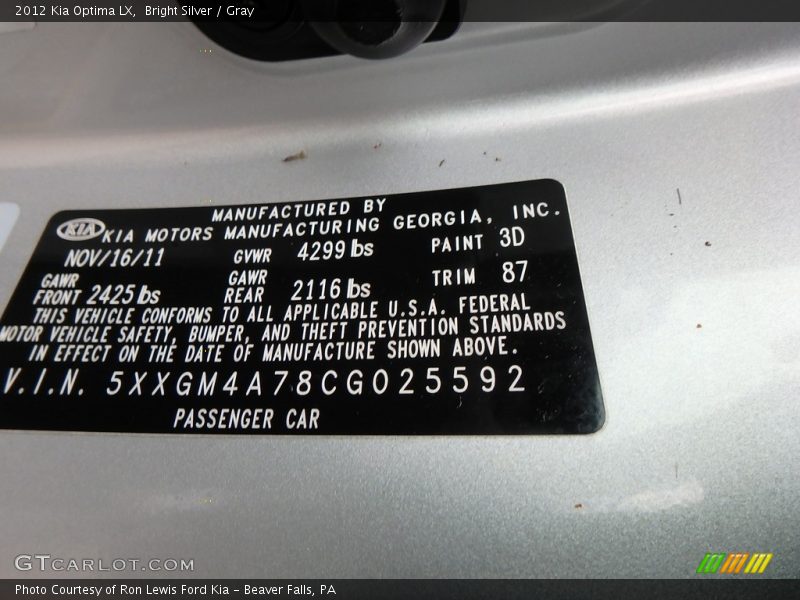 2012 Kia Optima LX, Bright Silver / Gray
MANUFACTURED BY
KIA KIA MOTORS MANUFACTURING GEORGIA, INC.
NOV/16/11 GVWR 4299 lbs PAINT 3D
GAWR FRONT 2425 lbs GAWR REAR 2116 lbs TRIM 87
THIS VEHICLE CONFORMS TO ALL APPLICABLE U.S.A. FEDERAL
MOTOR VEHICLE SAFETY, BUMPER, AND THEFT PREVENTION STANDARDS
IN EFFECT ON THE DATE OF MANUFACTURE SHOWN ABOVE.
V.I.N. 5XXGM4A78CG025592
PASSENGER CAR
GTCARLOT.COM
Photo Courtesy of Ron Lewis Ford Kia - Beaver Falls, PA